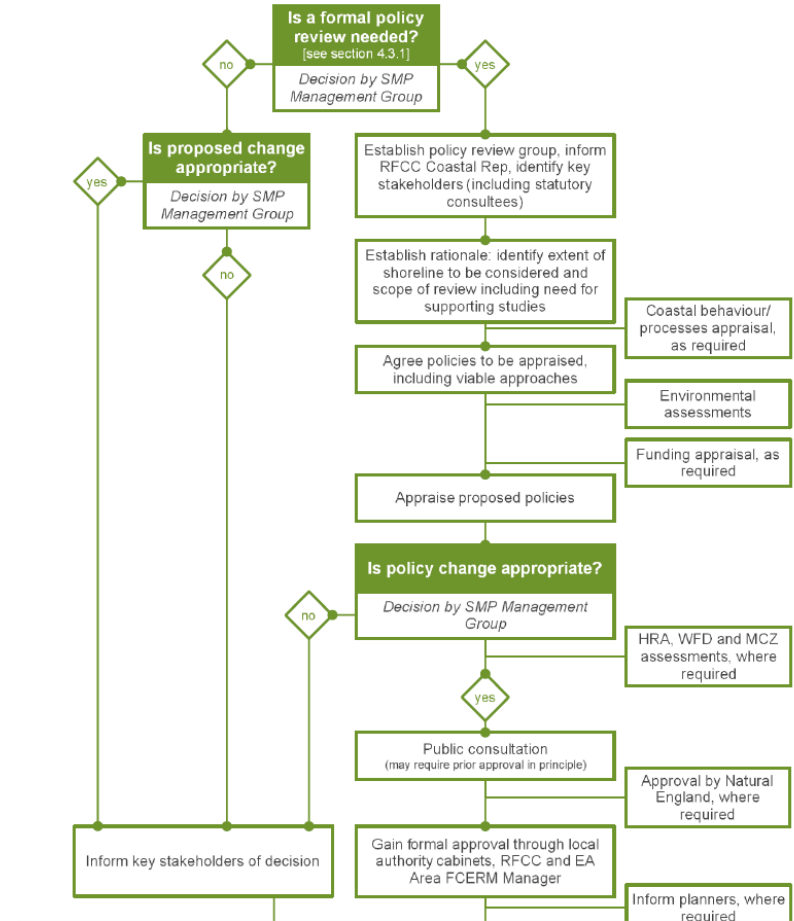 Is a formal policy
review needed?
[see section 4.3.1]
Decision by SMP
Management Group
no
yes
Is proposed change
appropriate?
Decision by SMP
Management Group
yes
no
Establish policy review group, inform
RFCC Coastal Rep, identify key
stakeholders (including statutory
consultees)
Establish rationale: identify extent of
shoreline to be considered and
scope of review including need for
supporting studies
Coastal behaviour/
processes appraisal,
as required
Agree policies to be appraised,
including viable approaches
Environmental
assessments
Funding appraisal, as
required
Appraise proposed policies
Is policy change appropriate?
Decision by SMP Management
Group
no
HRA, WFD and MCZ
assessments, where
required
yes
Public consultation
(may require prior approval in principle)
Approval by Natural
England, where
required
Inform key stakeholders of decision
Gain formal approval through local
authority cabinets, RFCC and EA
Area FCERM Manager
Inform planners, where
required